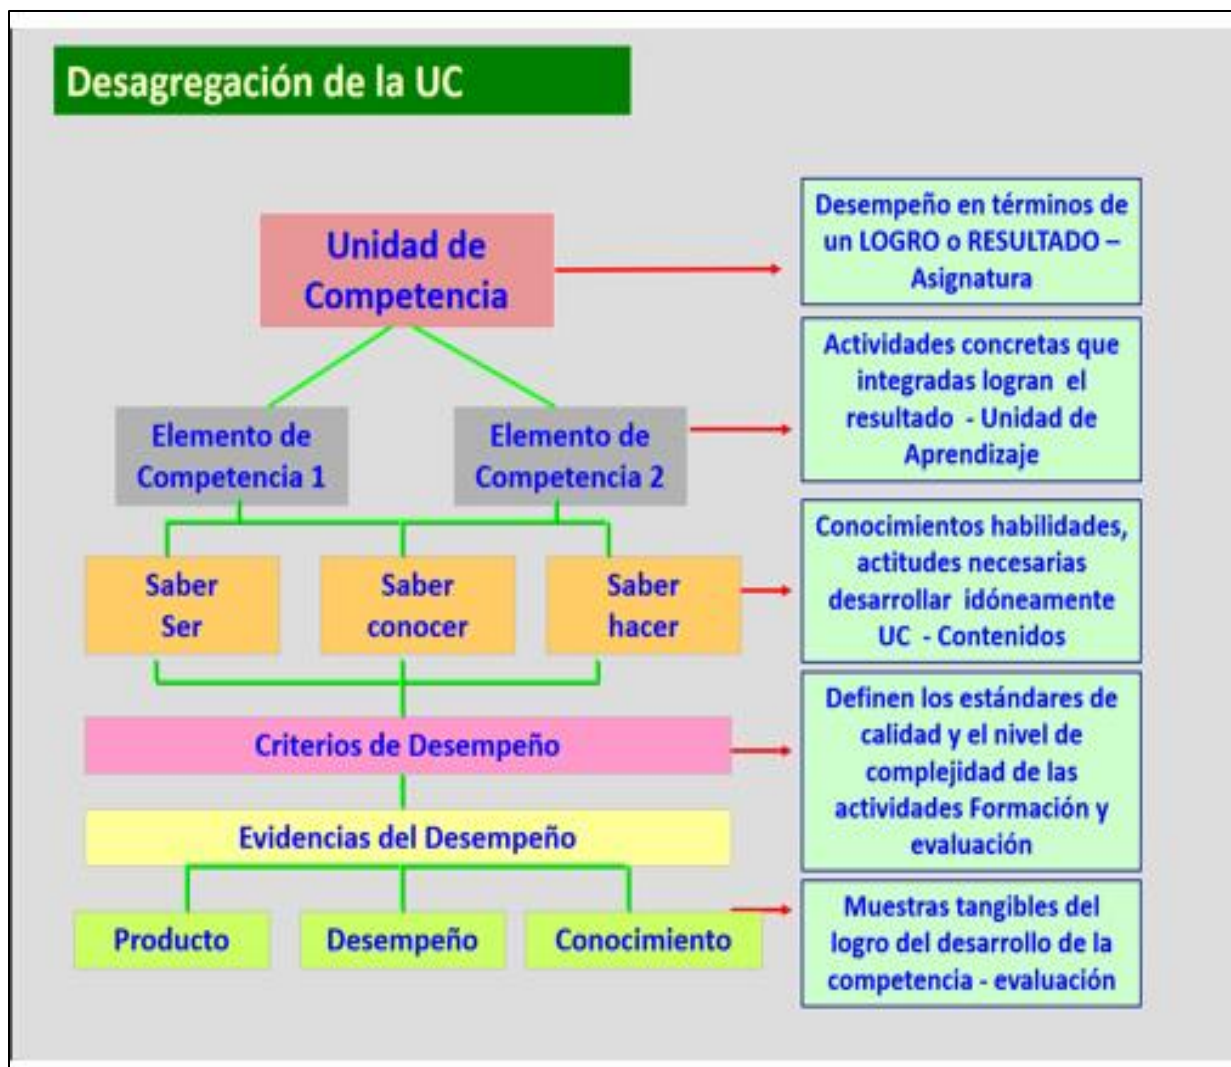 Desagregación de la UC
Unidad de
Competencia
Desempeño en términos de
un LOGRO o RESULTADO –
Asignatura
Elemento de
Competencia 1
Elemento de
Competencia 2
Actividades concretas que
integradas logran el
resultado - Unidad de
Aprendizaje
Saber
Ser
Saber
conocer
Saber
hacer
Conocimientos habilidades,
actitudes necesarias
desarrollar idóneamente
UC - Contenidos
Criterios de Desempeño
Definen los estándares de
calidad y el nivel de
complejidad de las
actividades Formación y
evaluación
Evidencias del Desempeño
Producto
Desempeño
Conocimiento
Muestras tangibles del
logro del desarrollo de la
competencia - evaluación